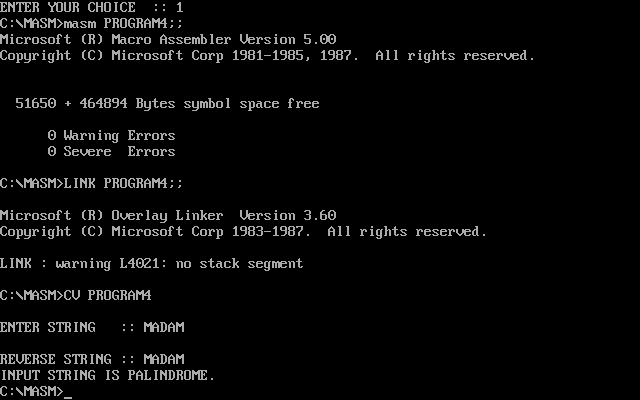 ENTER YOUR CHOICE  :: 1
C:\MASM>masm PROGRAM4;;
Microsoft (R) Macro Assembler Version 5.00
Copyright (C) Microsoft Corp 1981-1985, 1987.  All rights reserved.
51650 + 464894 Bytes symbol space free
0 Warning Errors
0 Severe  Errors
C:\MASM>LINK PROGRAM4;;
Microsoft (R) Overlay Linker  Version 3.60
Copyright (C) Microsoft Corp 1983-1987.  All rights reserved.
LINK : warning L4021: no stack segment
C:\MASM>CV PROGRAM4
ENTER STRING   :: MADAM
REVERSE STRING :: MADAM
INPUT STRING IS PALINDROME.
C:\MASM>_